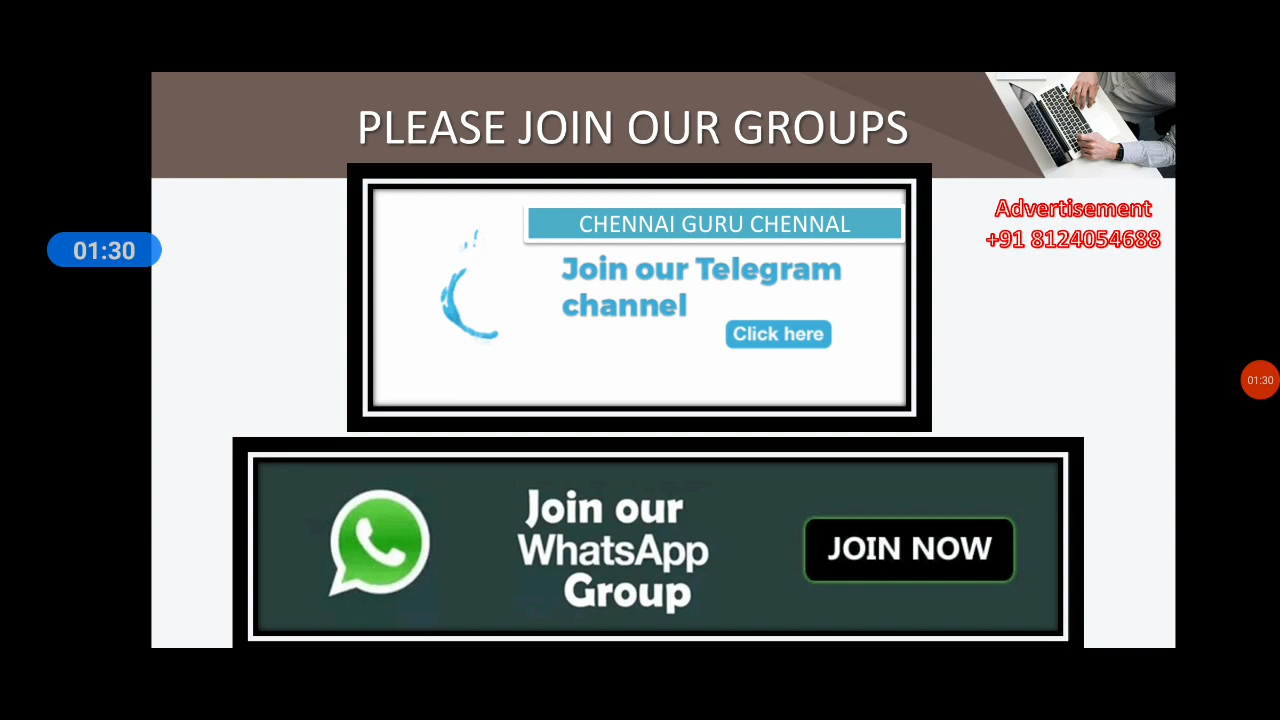 PLEASE JOIN OUR GROUPS
Advertisement
+91 8124054688
CHENNAI GURU CHENNAL
Join our Telegram
channel
Click here
01:30
01:30
Join our
WhatsApp
Group
JOIN NOW